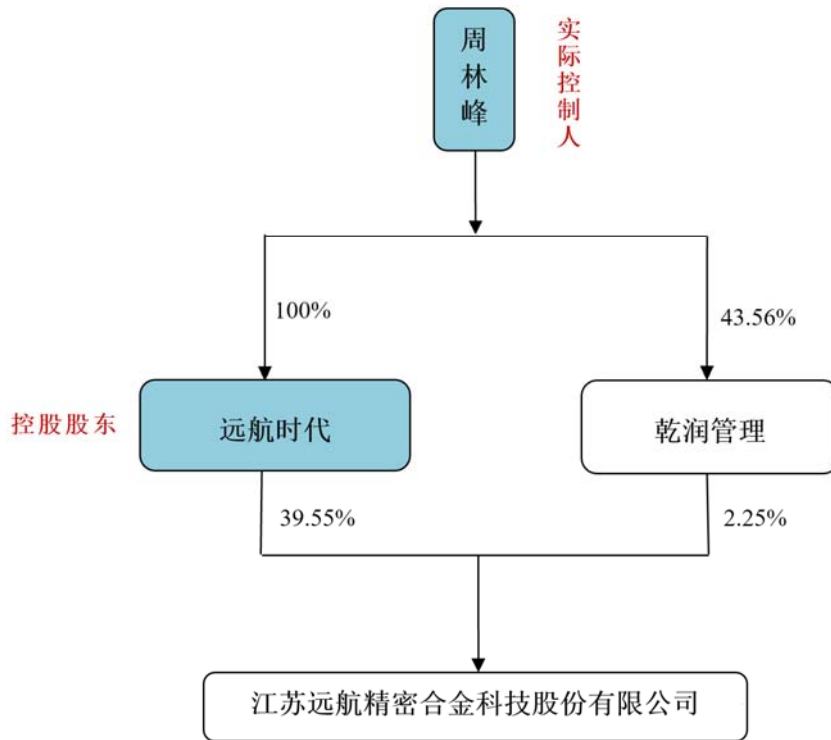 周林峰
实际控制人
100%
43.56%
控股股东
远航时代
乾润管理
39.55%
2.25%
江苏远航精密合金科技股份有限公司